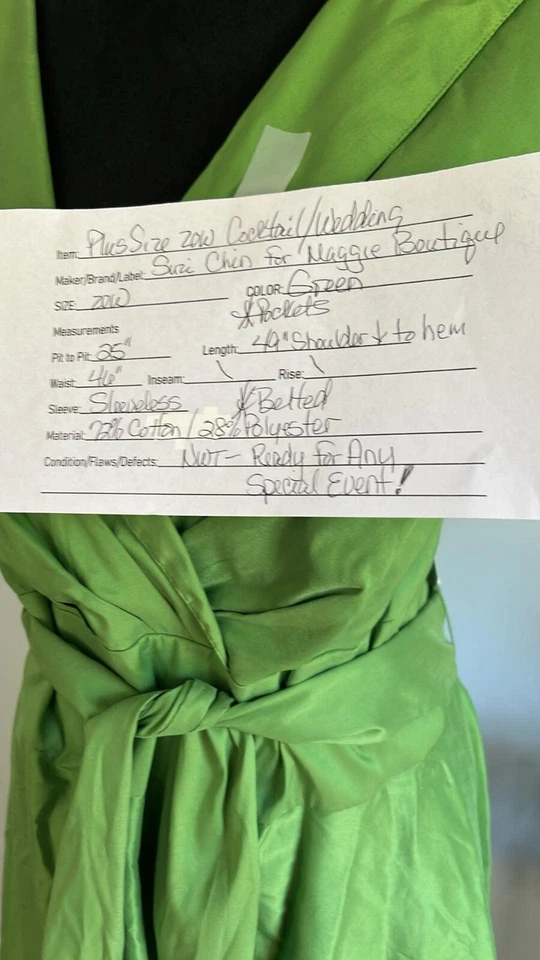 Item: Plus Size 20W Cocktail/Wedding
Maker/Brand/Label: Suzi Chin for Maggie Boutique
SIZE: 20W COLOR: Green
*Pockets
Measurements
Pit to Pit: 25" Length: 49" Shoulder ↓ to hem
Waist: 46" Inseam: \ Rise: \
Sleeve: Sleeveless *Belted
Material: 72% Cotton / 28% Polyester
Condition/Flaws/Defects: NWT - Ready for Any
Special Event!